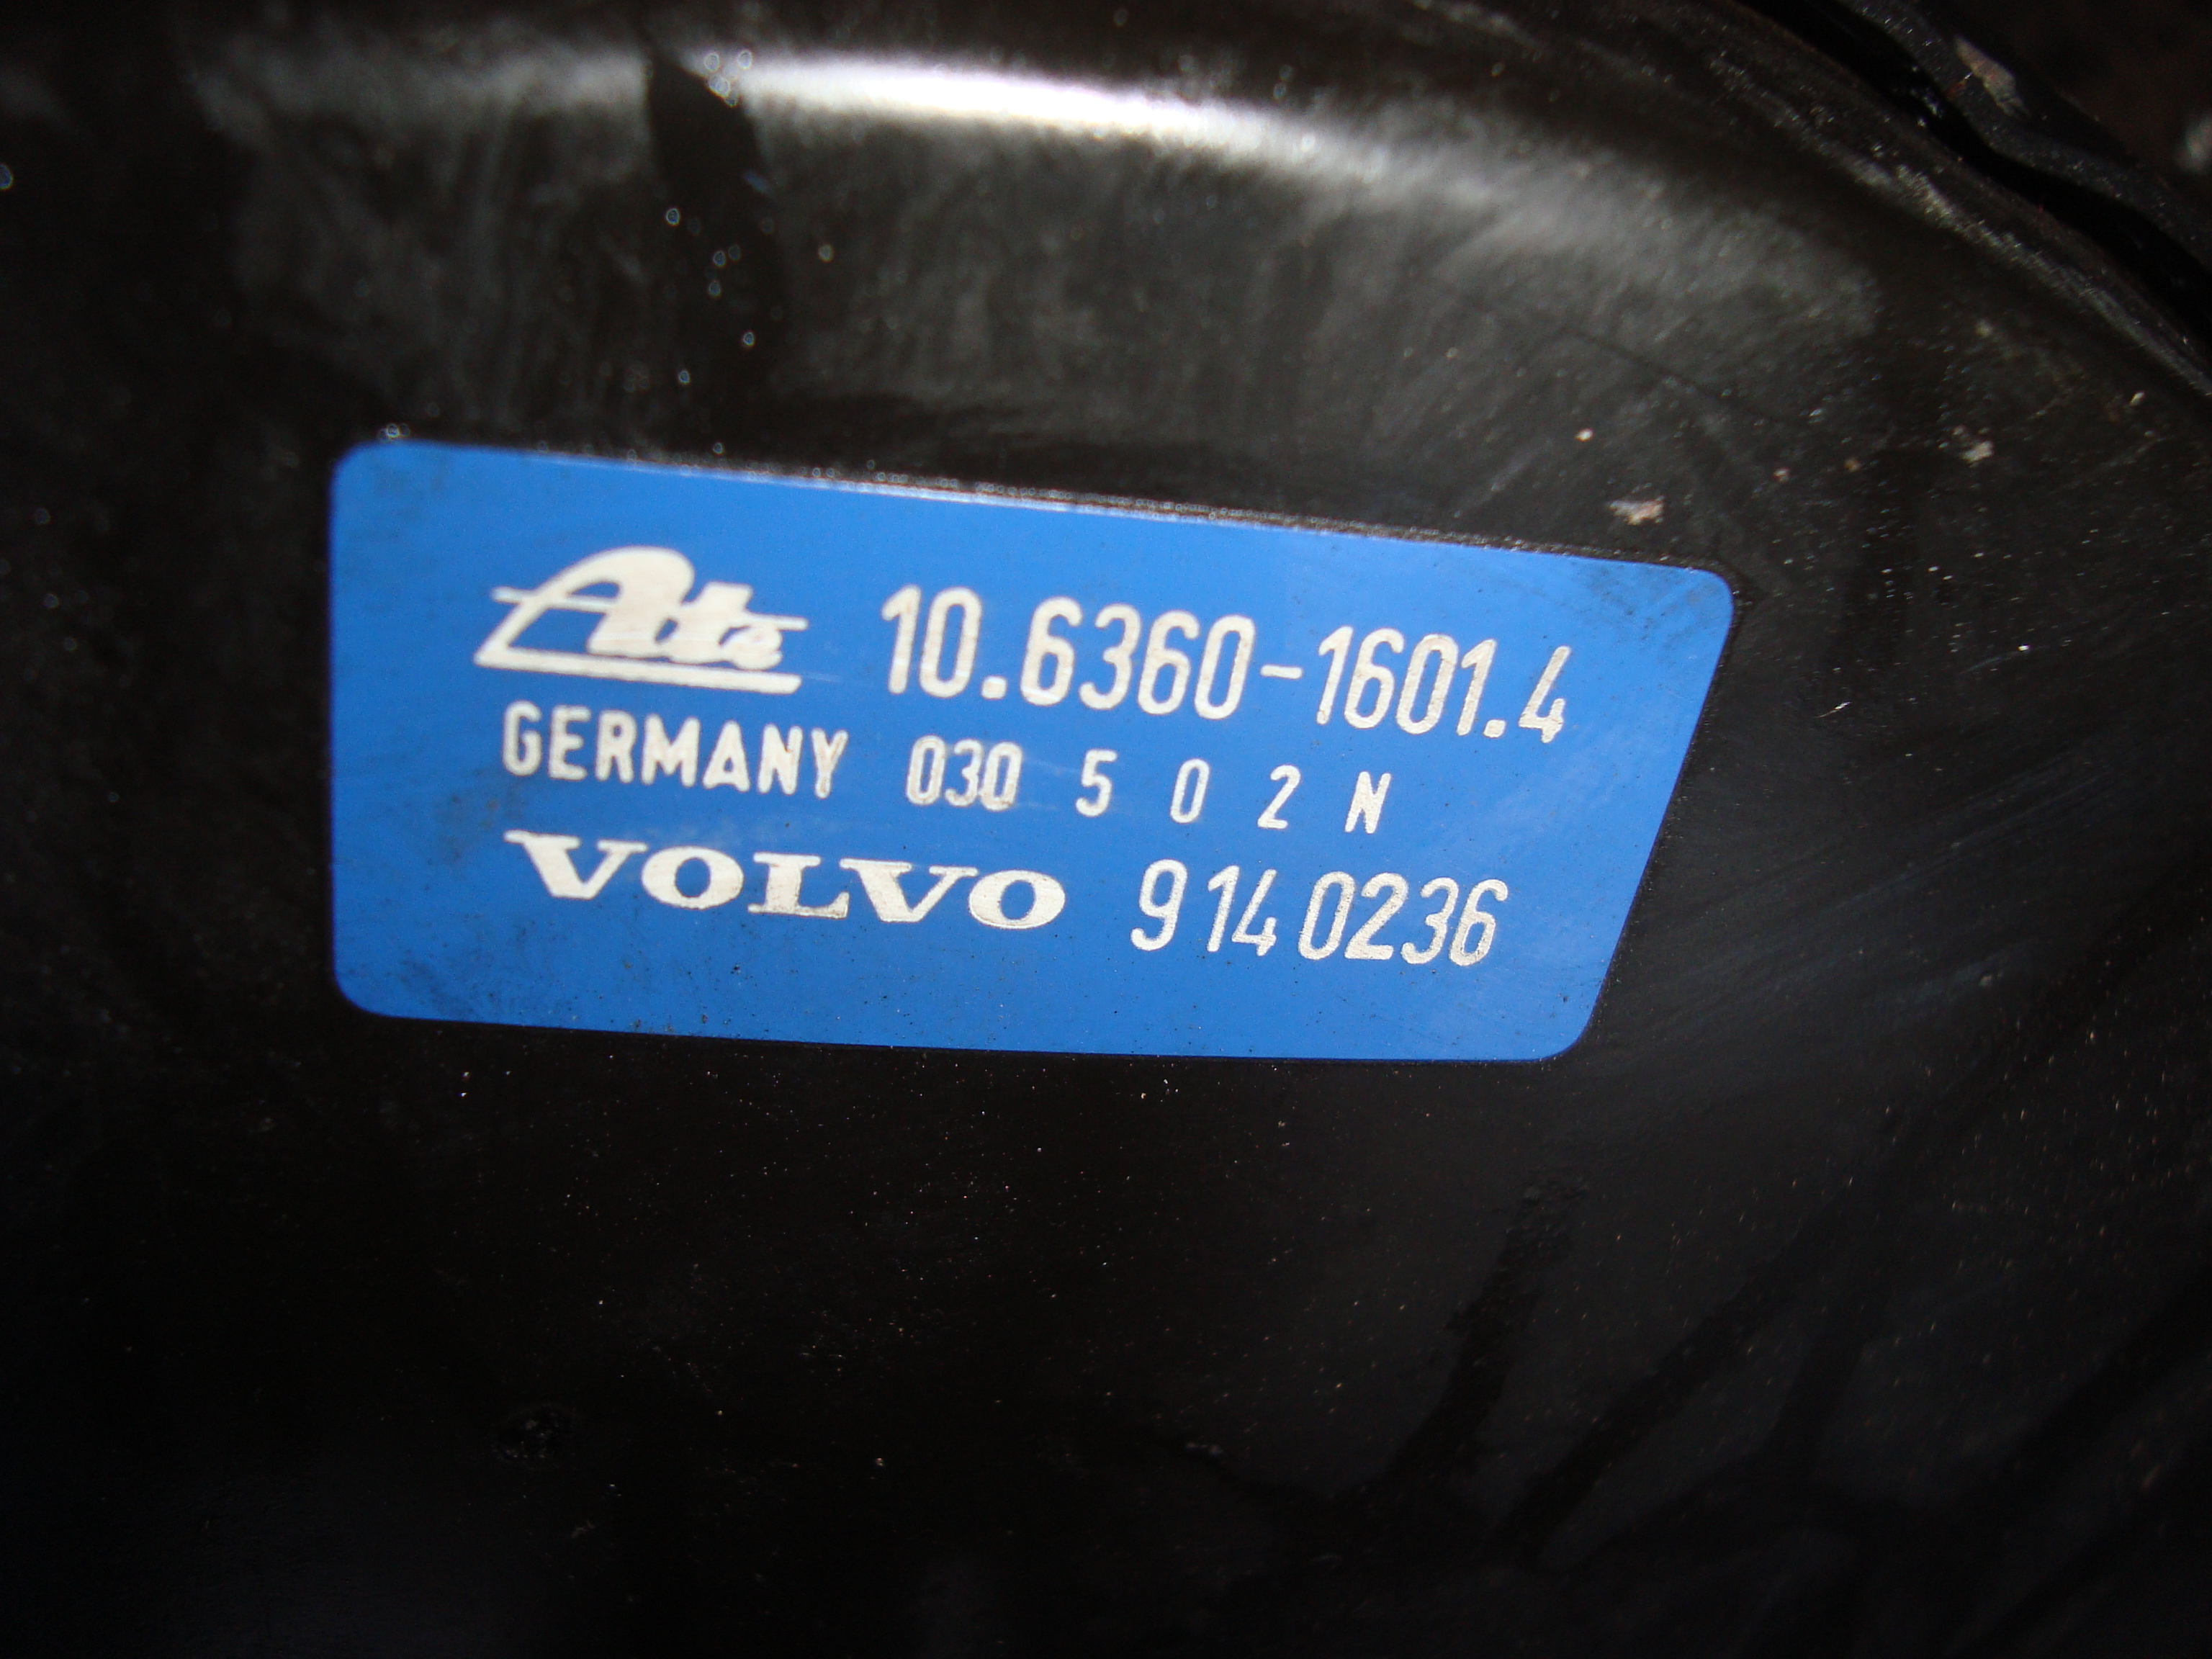 Ate 10.6360-1601.4
GERMANY 030 5 0 2 N
VOLVO 9140236